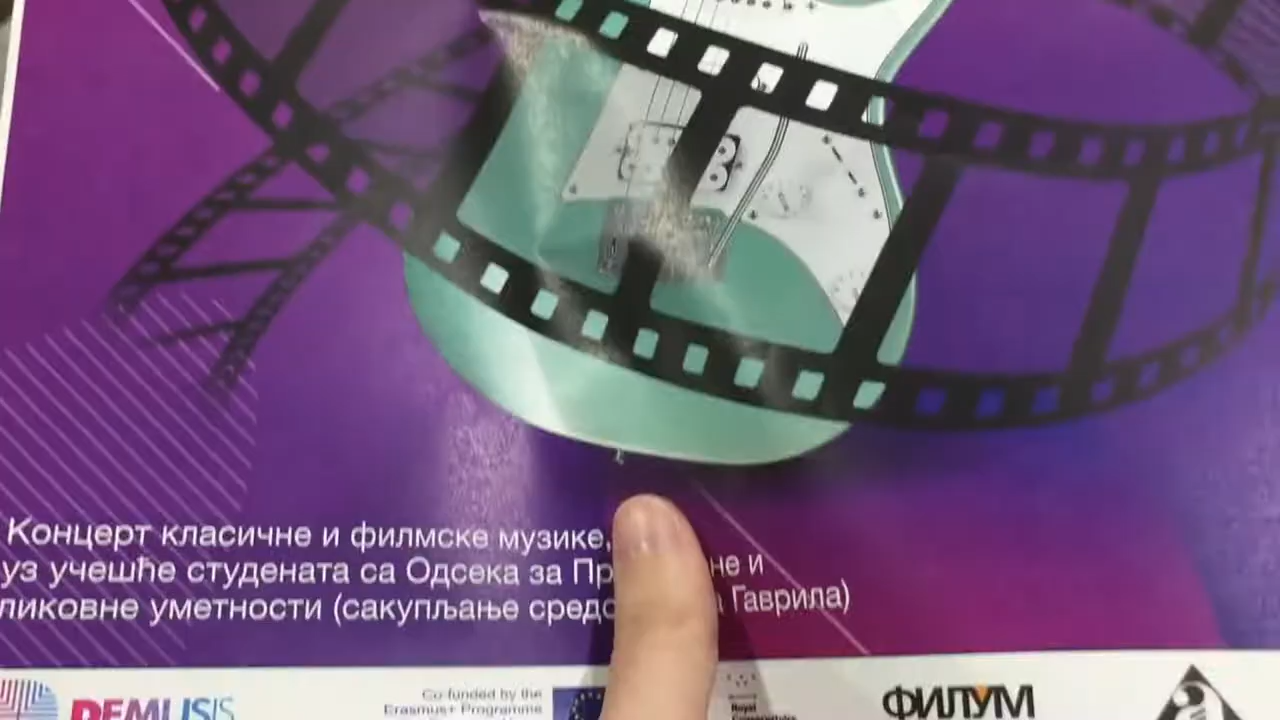 Концерт класичне и филмске музике,
уз учешће студената са Одсека за Пр не и
ликовне уметности (сакупљање средс Гаврила)
DEMUSIS
Co-funded by the
Erasmus+ Programme
Royal
ФИЛУМ
a